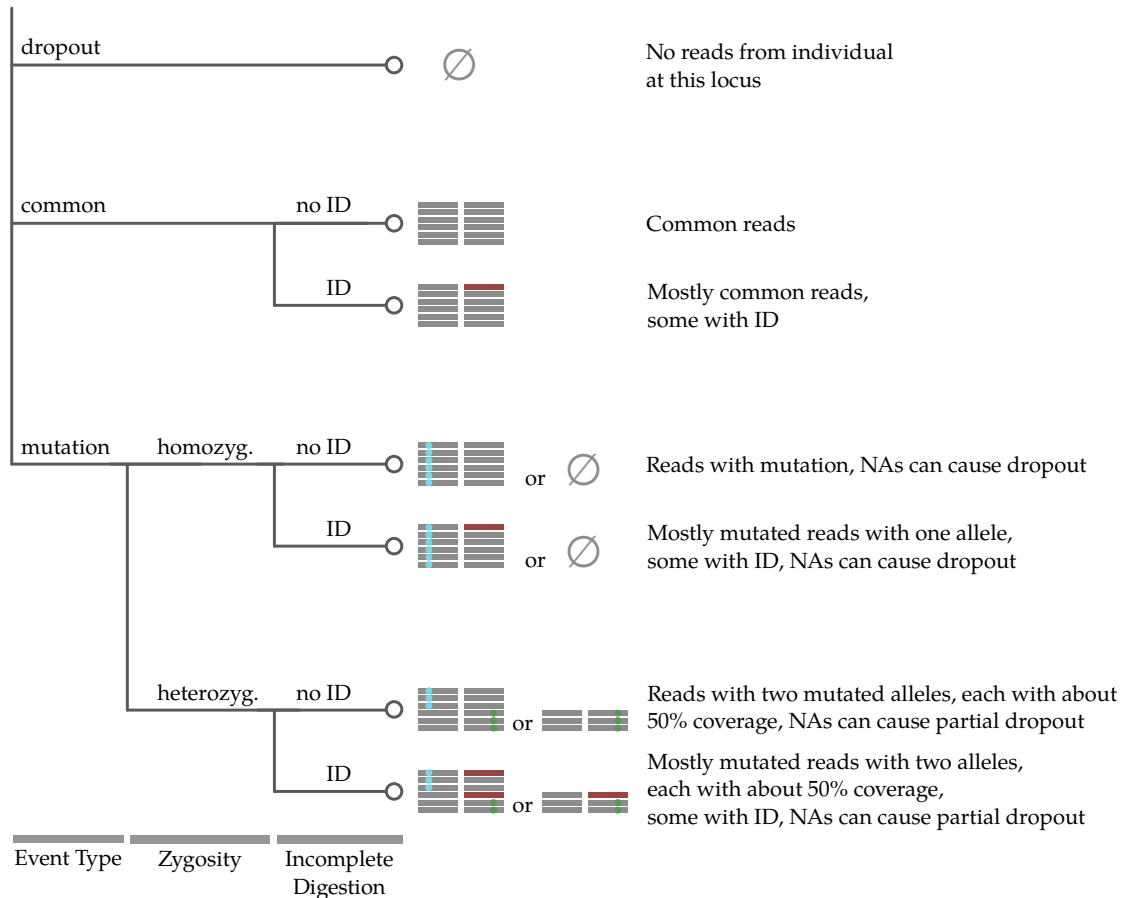 dropout
No reads from individual
at this locus
common
no ID
Common reads
ID
Mostly common reads,
some with ID
mutation
homozyg.
no ID
or
Reads with mutation, NAs can cause dropout
ID
or
Mostly mutated reads with one allele,
some with ID, NAs can cause dropout
heterozyg.
no ID
or
Reads with two mutated alleles, each with about
50% coverage, NAs can cause partial dropout
ID
or
Mostly mutated reads with two alleles,
each with about 50% coverage,
some with ID, NAs can cause partial dropout
Event Type
Zygosity
Incomplete
Digestion